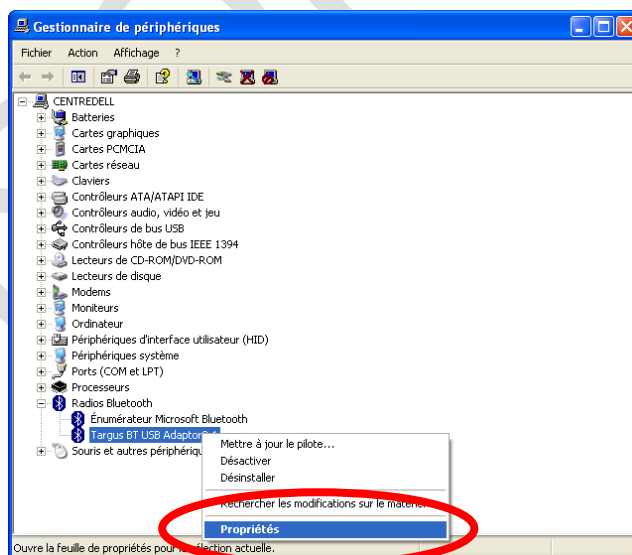 Gestionnaire de périphériques
Fichier Action Affichage ?
CENTREDELL
Batteries
Cartes graphiques
Cartes PCMCIA
Cartes réseau
Claviers
Contrôleurs ATA/ATAPI IDE
Contrôleurs audio, vidéo et jeu
Contrôleurs de bus USB
Contrôleurs hôte de bus IEEE 1394
Lecteurs de CD-ROM/DVD-ROM
Lecteurs de disque
Modems
Moniteurs
Ordinateur
Périphériques d'interface utilisateur (HID)
Périphériques système
Ports (COM et LPT)
Processeurs
Radios Bluetooth
Énumérateur Microsoft Bluetooth
Targus BT USB Adaptor
Souris et autres périphériqu
Mettre à jour le pilote...
Désactiver
Désinstaller
Rechercher les modifications sur le matériel
Propriétés
Ouvre la feuille de propriétés pour la sélection actuelle.